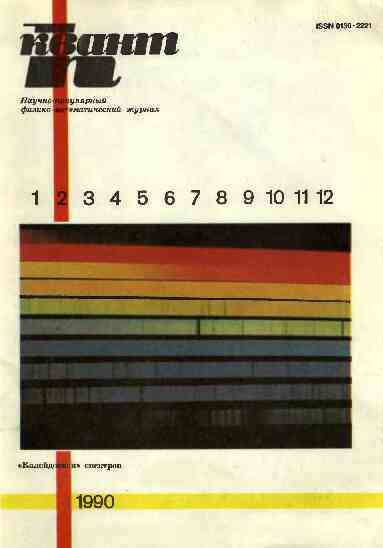 квант
ISSN 0130-2221
Научно-популярный
физико-математический журнал
1 2 3 4 5 6 7 8 9 10 11 12
«Калейдоскоп» спектров
1990